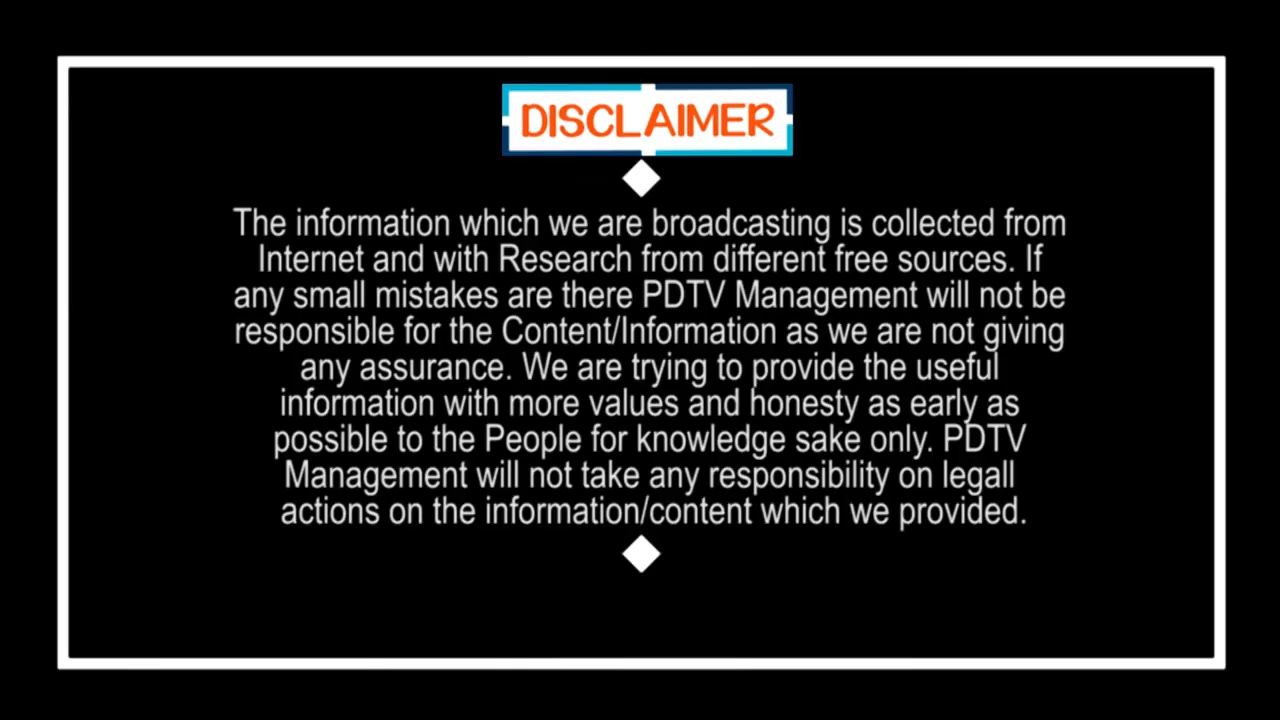 DISCLAIMER
The information which we are broadcasting is collected from
Internet and with Research from different free sources. If
any small mistakes are there PDTV Management will not be
responsible for the Content/Information as we are not giving
any assurance. We are trying to provide the useful
information with more values and honesty as early as
possible to the People for knowledge sake only. PDTV
Management will not take any responsibility on legall
actions on the information/content which we provided.